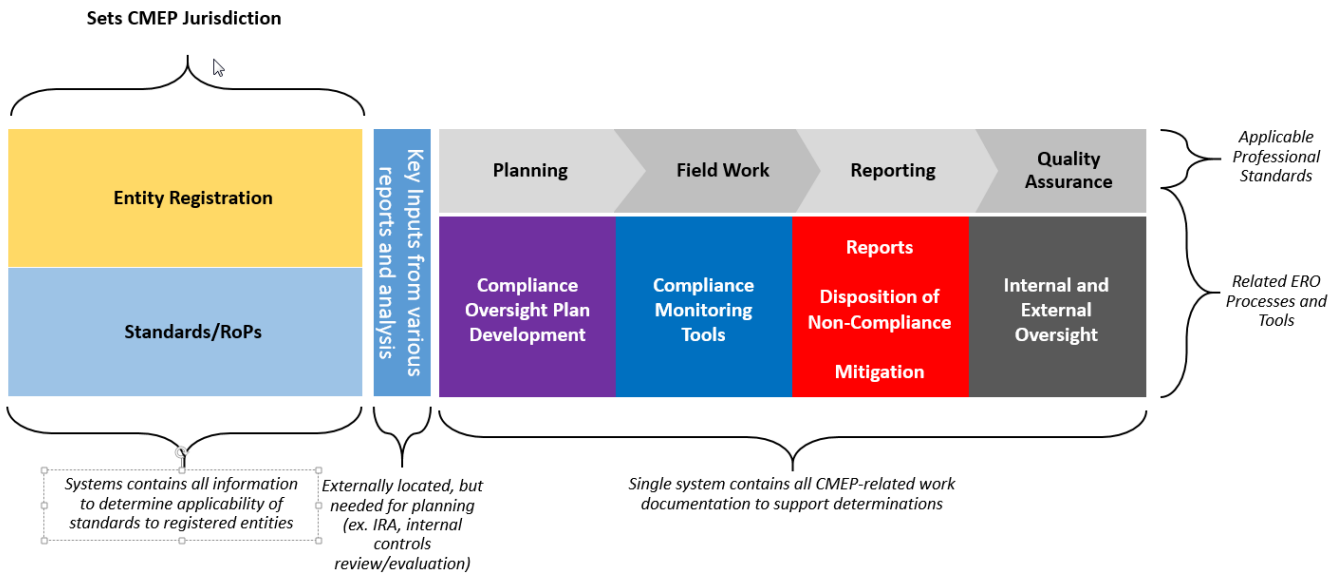 Sets CMEP Jurisdiction
Entity Registration
Standards/RoPs
Key Inputs from various
reports and analysis
Planning
Field Work
Reporting
Quality
Assurance
Compliance
Oversight Plan
Development
Compliance
Monitoring
Tools
Reports
Disposition of
Non-Compliance
Mitigation
Internal and
External
Oversight
Applicable
Professional
Standards
Related ERO
Processes and
Tools
Systems contains all information
to determine applicability of
standards to registered entities
Externally located, but
needed for planning
(ex. IRA, internal
controls
review/evaluation)
Single system contains all CMEP-related work
documentation to support determinations